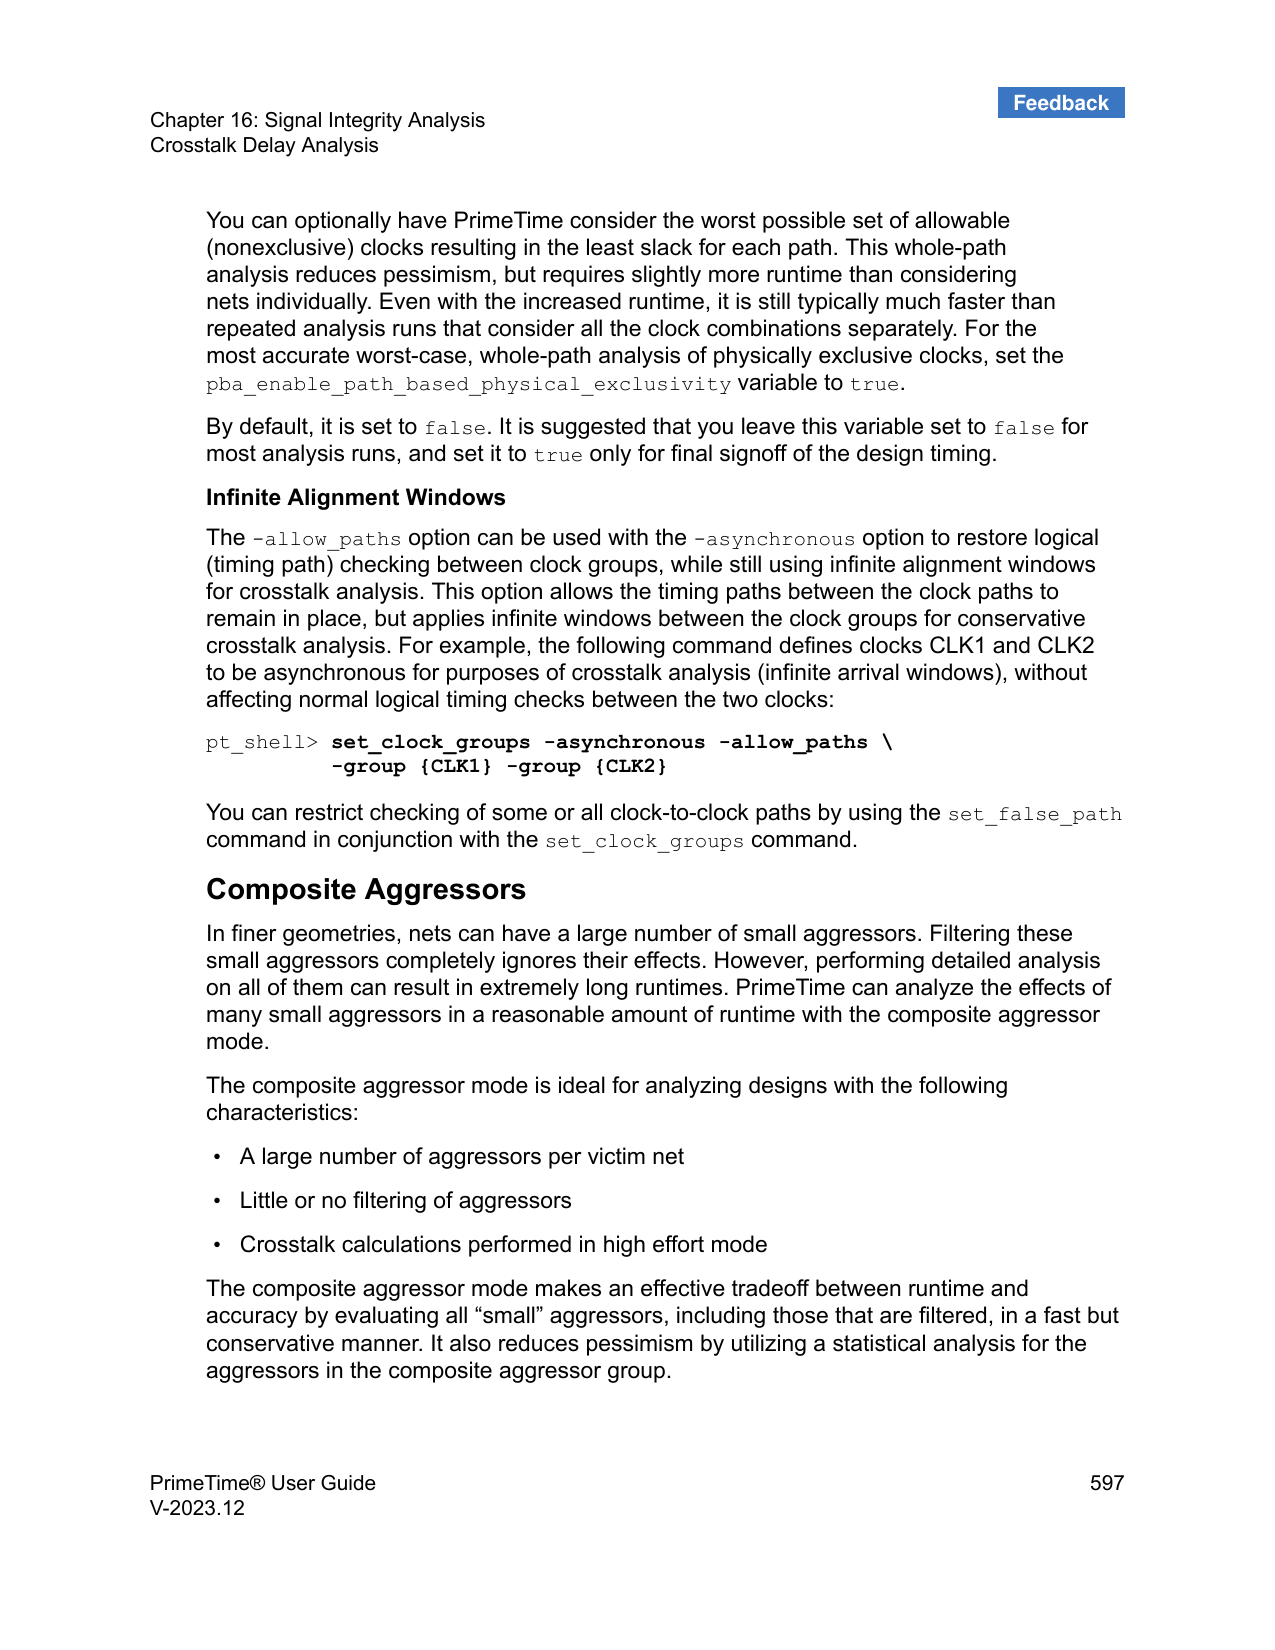 Feedback
Chapter 16: Signal Integrity Analysis
Crosstalk Delay Analysis
You can optionally have PrimeTime consider the worst possible set of allowable
(nonexclusive) clocks resulting in the least slack for each path. This whole-path
analysis reduces pessimism, but requires slightly more runtime than considering
nets individually. Even with the increased runtime, it is still typically much faster than
repeated analysis runs that consider all the clock combinations separately. For the
most accurate worst-case, whole-path analysis of physically exclusive clocks, set the
pba_enable_path_based_physical_exclusivity variable to true.
By default, it is set to false. It is suggested that you leave this variable set to false for
most analysis runs, and set it to true only for final signoff of the design timing.
Infinite Alignment Windows
The -allow_paths option can be used with the -asynchronous option to restore logical
(timing path) checking between clock groups, while still using infinite alignment windows
for crosstalk analysis. This option allows the timing paths between the clock paths to
remain in place, but applies infinite windows between the clock groups for conservative
crosstalk analysis. For example, the following command defines clocks CLK1 and CLK2
to be asynchronous for purposes of crosstalk analysis (infinite arrival windows), without
affecting normal logical timing checks between the two clocks:
pt_shell> set_clock_groups -asynchronous -allow_paths \
-group {CLK1} -group {CLK2}
You can restrict checking of some or all clock-to-clock paths by using the set_false_path
command in conjunction with the set_clock_groups command.
Composite Aggressors
In finer geometries, nets can have a large number of small aggressors. Filtering these
small aggressors completely ignores their effects. However, performing detailed analysis
on all of them can result in extremely long runtimes. PrimeTime can analyze the effects of
many small aggressors in a reasonable amount of runtime with the composite aggressor
mode.
The composite aggressor mode is ideal for analyzing designs with the following
characteristics:
• A large number of aggressors per victim net
• Little or no filtering of aggressors
• Crosstalk calculations performed in high effort mode
The composite aggressor mode makes an effective tradeoff between runtime and
accuracy by evaluating all “small” aggressors, including those that are filtered, in a fast but
conservative manner. It also reduces pessimism by utilizing a statistical analysis for the
aggressors in the composite aggressor group.
PrimeTime® User Guide 597
V-2023.12